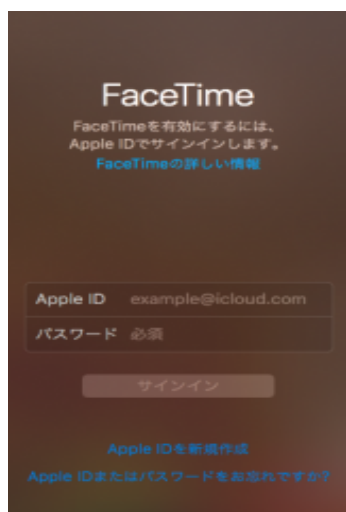 FaceTime
FaceTimeを有効にするには、
Apple IDでサインインします。
FaceTimeの詳しい情報
Apple ID example@icloud.com
パスワード 必須
サインイン
Apple IDを新規作成
Apple IDまたはパスワードをお忘れですか?